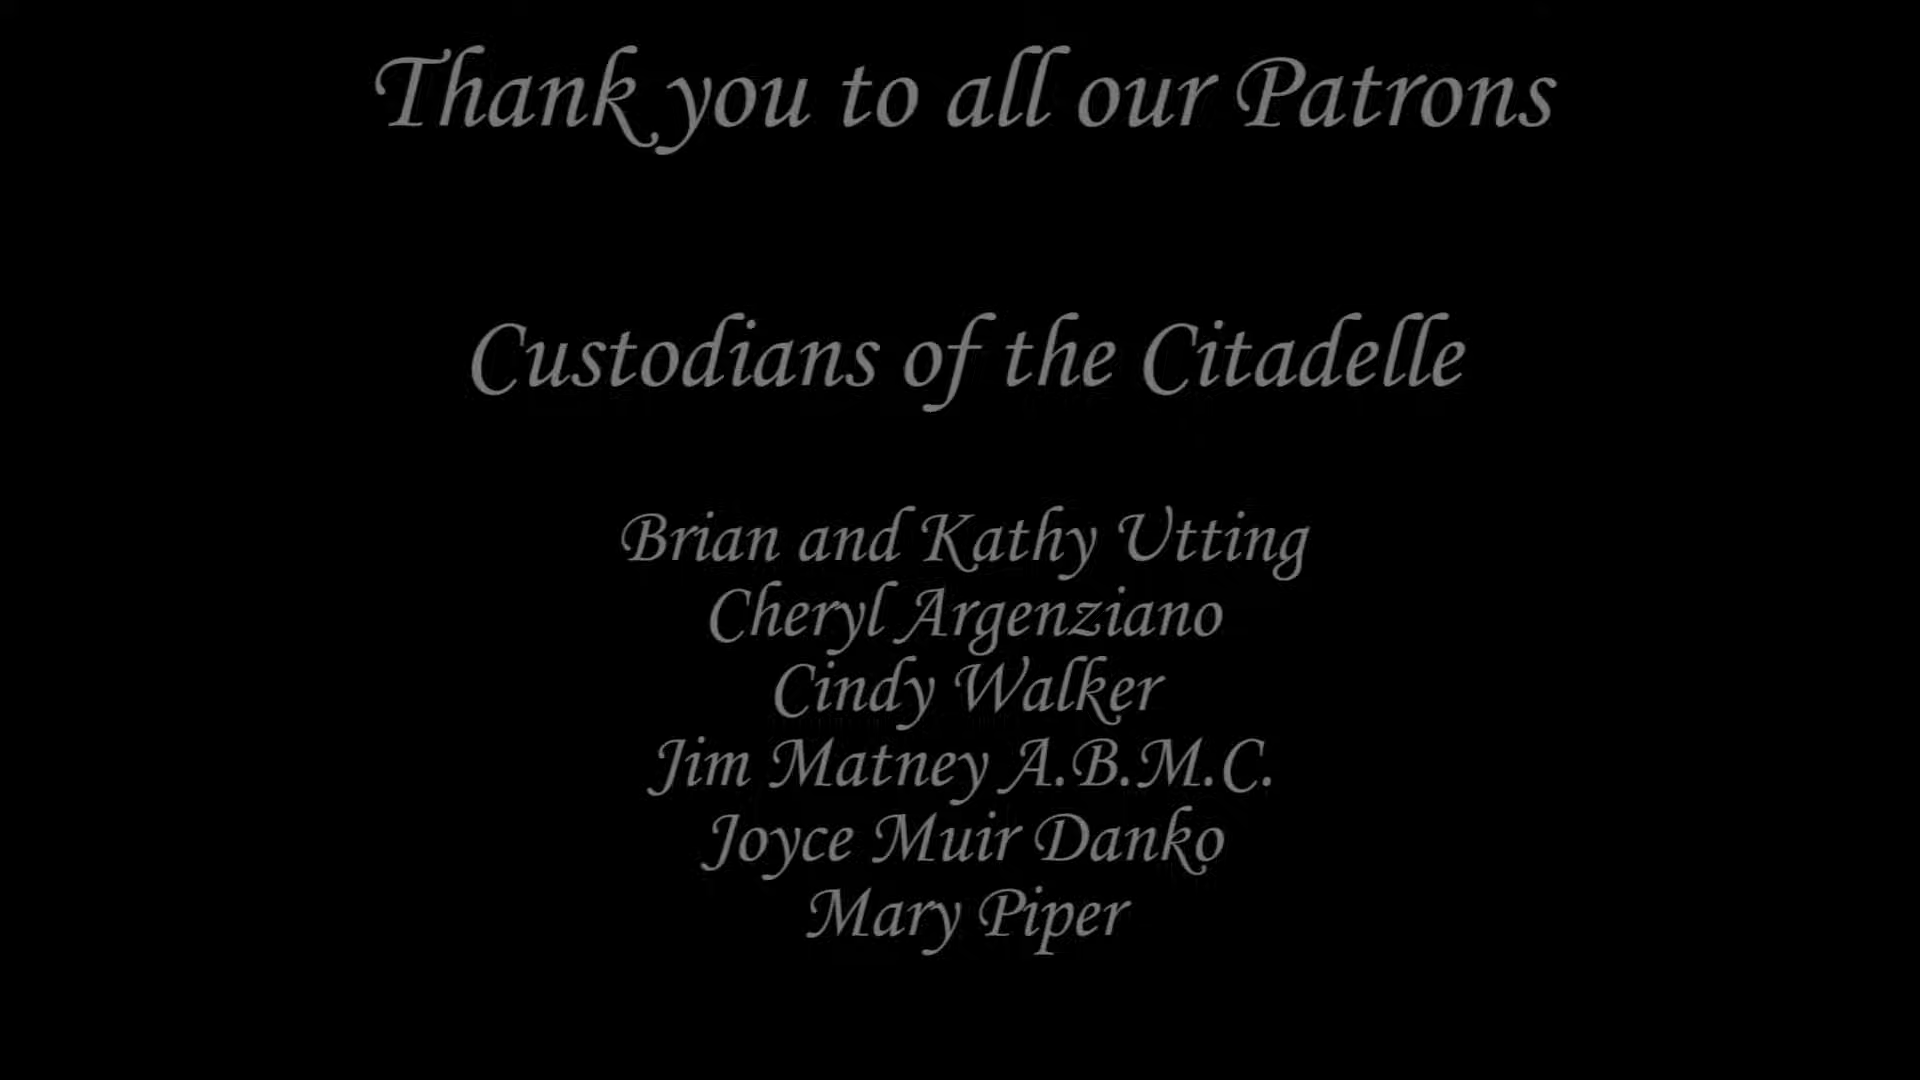 Thank you to all our Patrons
Custodians of the Citadelle
Brian and Kathy Utting
Cheryl Argenziano
Cindy Walker
Jim Matney A.B.M.C.
Joyce Muir Danko
Mary Piper